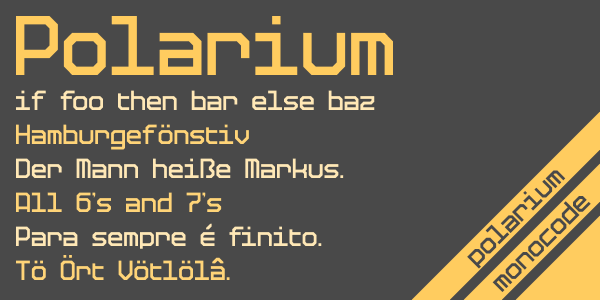 Polarium
if foo then bar else baz
Hamburgefönstiv
Der Mann heiße Markus.
All 6's and 7's
Para sempre é finito.
Tö Ört Vötlölâ.
polarium
monocode